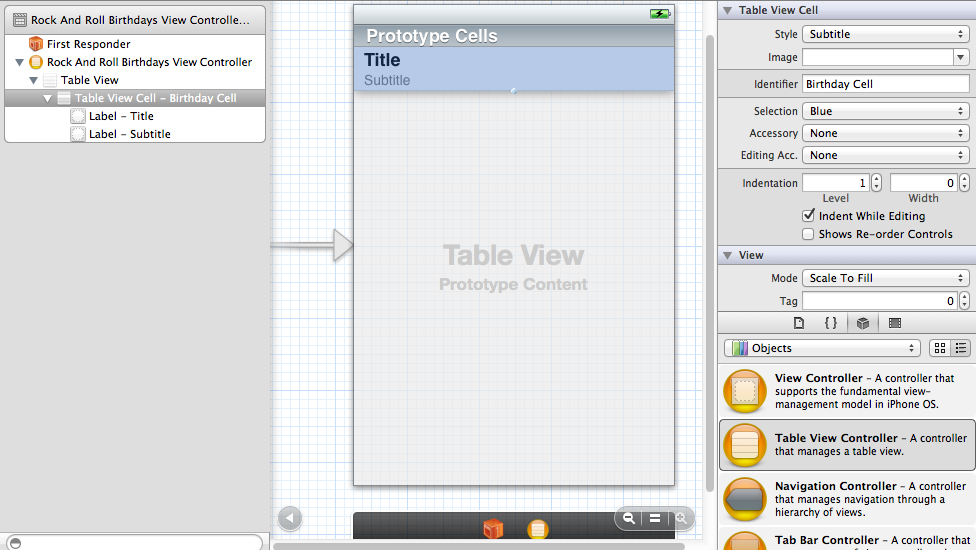 Rock And Roll Birthdays View Controlle...
First Responder
Rock And Roll Birthdays View Controller
Table View
Table View Cell – Birthday Cell
Label – Title
Label – Subtitle
Prototype Cells
Title
Subtitle
Table View
Prototype Content
Table View Cell
Style Subtitle
Image
Identifier Birthday Cell
Selection Blue
Accessory None
Editing Acc. None
Indentation 1 0
Level Width
Indent While Editing
Shows Re-order Controls
View
Mode Scale To Fill
Tag 0
{ }
Objects
View Controller – A controller that
supports the fundamental view-
management model in iPhone OS.
Table View Controller – A controller
that manages a table view.
Navigation Controller – A controller
that manages navigation through a
hierarchy of views.
Tab Bar Controller – A controller